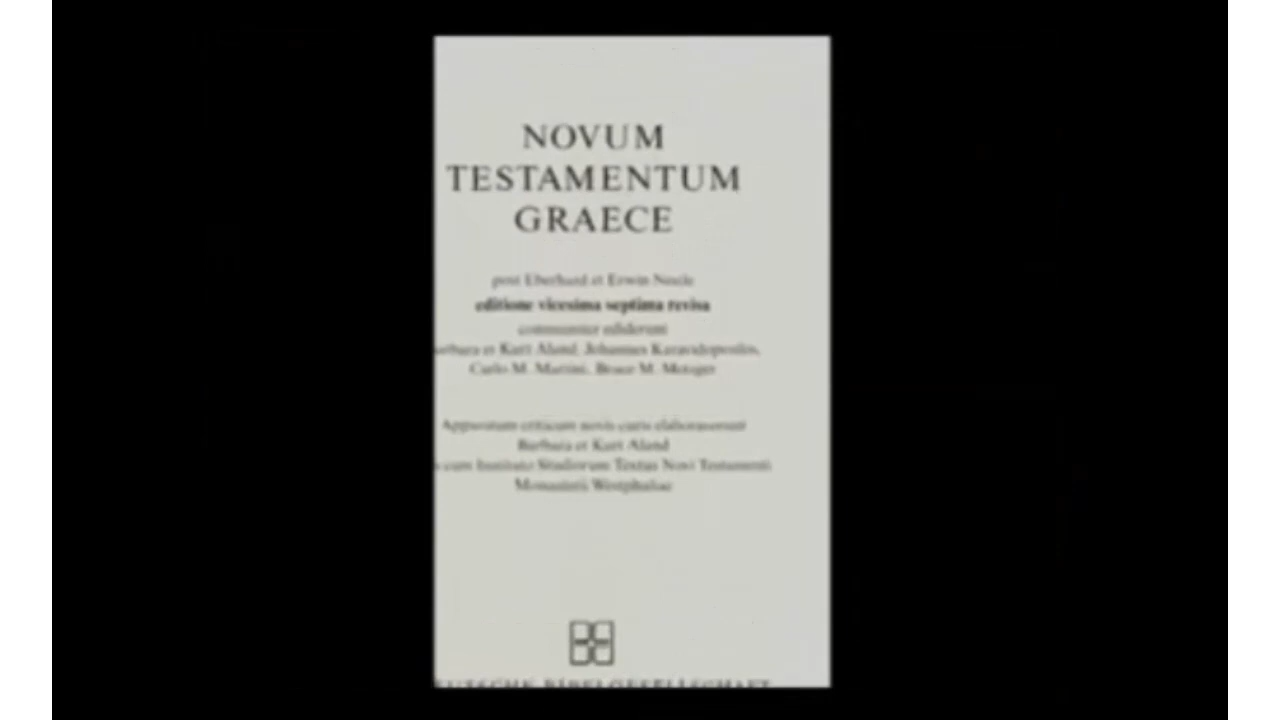 NOVUM
TESTAMENTUM
GRAECE
post Eberhard et Erwin Nestle
editione vicesima septima revisa
communiter ediderunt
et Kurt Aland, Johannes Karavidopoulos,
Carlo M. Martini, Bruce M. Metzger
Apparatum criticum novis curis elaboraverunt
Barbara et Kurt Aland
cum Instituto Studiorum Textus Novi Testamenti
Monasterii Westphaliae
BIBELGESELLSCHAFT